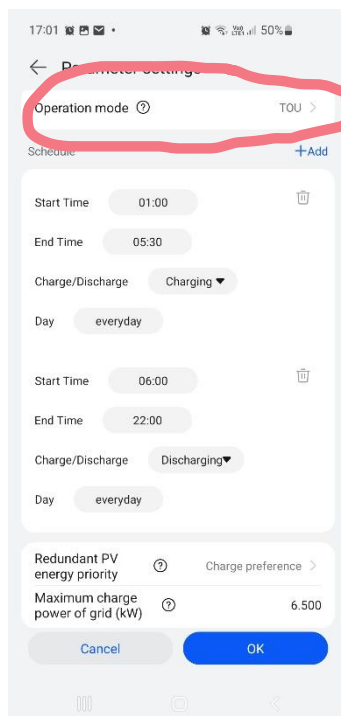 17:01 50%
Parameter settings
Operation mode TOU
Schedule +Add
Start Time 01:00
End Time 05:30
Charge/Discharge Charging
Day everyday
Start Time 06:00
End Time 22:00
Charge/Discharge Discharging
Day everyday
Redundant PV
energy priority Charge preference
Maximum charge
power of grid (kW) 6.500
Cancel OK